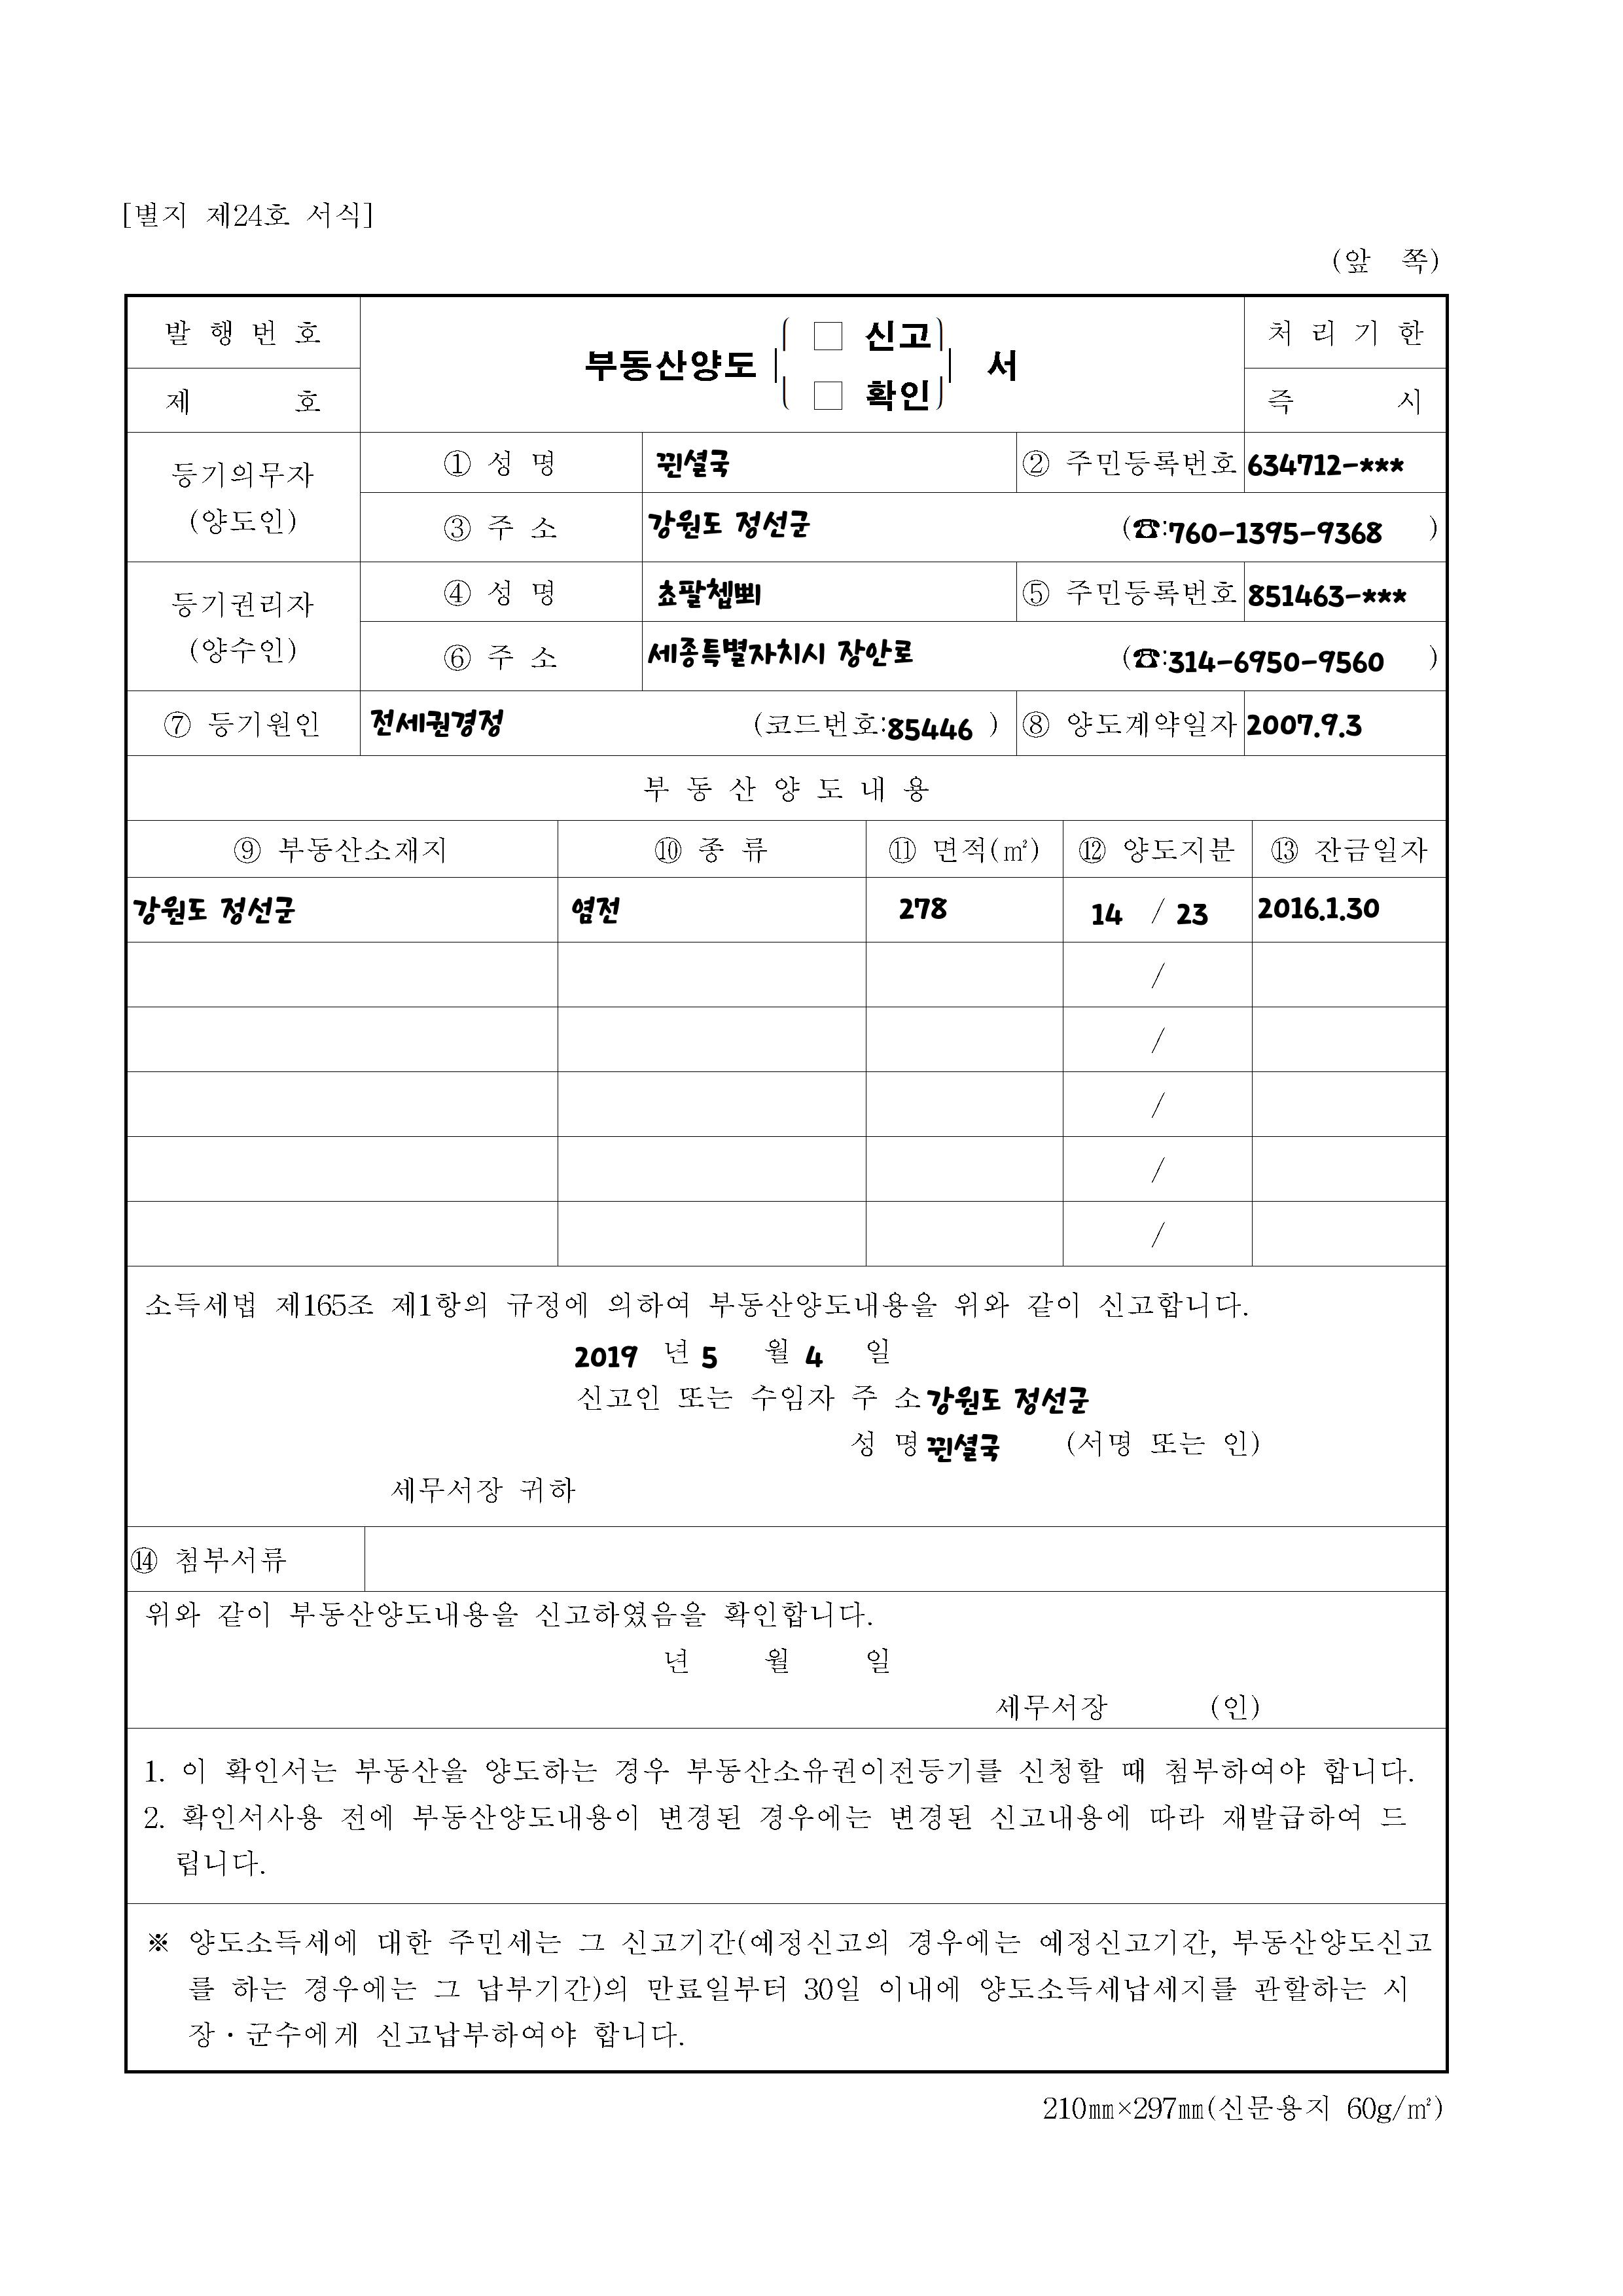 [별지 제24호 서식]
(앞 쪽)
발 행 번 호
제 호
부동산양도 □ 신고 □ 확인 서
처 리 기 한
즉 시
등기의무자
(양도인)
① 성 명 뀐셜국 ② 주민등록번호 634712-***
③ 주 소 강원도 정선군 (☎:760-1395-9368 )
등기권리자
(양수인)
④ 성 명 쵸팔쳅뾔 ⑤ 주민등록번호 851463-***
⑥ 주 소 세종특별자치시 장안로 (☎:314-6950-9560 )
⑦ 등기원인 전세권경정 (코드번호:85446 ) ⑧ 양도계약일자 2007.9.3
부 동 산 양 도 내 용
⑨ 부동산소재지 ⑩ 종 류 ⑪ 면적(㎡) ⑫ 양도지분 ⑬ 잔금일자
강원도 정선군 염전 278 14 / 23 2016.1.30
/
/
/
/
/
소득세법 제165조 제1항의 규정에 의하여 부동산양도내용을 위와 같이 신고합니다.
2019 년 5 월 4 일
신고인 또는 수임자 주 소 강원도 정선군
성 명 뀐셜국 (서명 또는 인)
세무서장 귀하
⑭ 첨부서류
위와 같이 부동산양도내용을 신고하였음을 확인합니다.
년 월 일
세무서장 (인)
1. 이 확인서는 부동산을 양도하는 경우 부동산소유권이전등기를 신청할 때 첨부하여야 합니다.
2. 확인서사용 전에 부동산양도내용이 변경된 경우에는 변경된 신고내용에 따라 재발급하여 드
립니다.
※ 양도소득세에 대한 주민세는 그 신고기간(예정신고의 경우에는 예정신고기간, 부동산양도신고
를 하는 경우에는 그 납부기간)의 만료일부터 30일 이내에 양도소득세납세지를 관할하는 시
장·군수에게 신고납부하여야 합니다.
210㎜×297㎜(신문용지 60g/㎡)